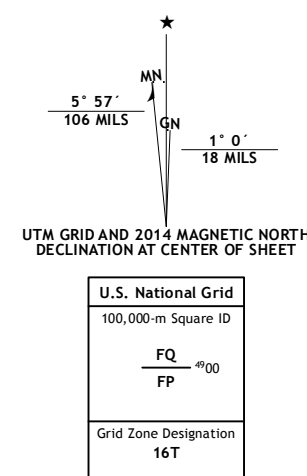 ★
MN
5° 57´
106 MILS
GN
1° 0´
18 MILS
UTM GRID AND 2014 MAGNETIC NORTH
DECLINATION AT CENTER OF SHEET
U.S. National Grid
100,000-m Square ID
FQ
FP
4900
Grid Zone Designation
16T